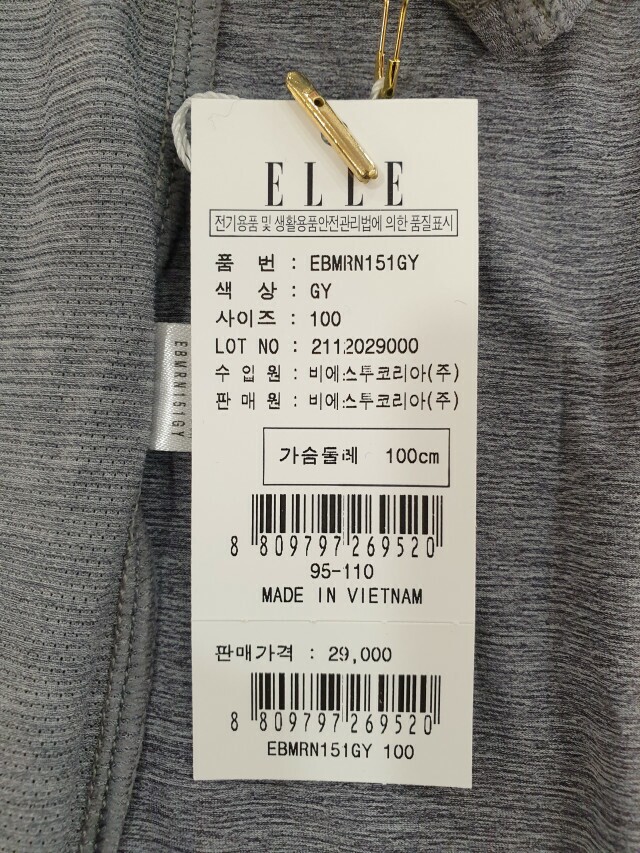 ELLE
전기용품 및 생활용품안전관리법에 의한 품질표시
품 번 : EBMRN151GY
색 상 : GY
사이즈 : 100
LOT NO : 2112029000
수 입 원 : 비에스투코리아(주)
판 매 원 : 비에스투코리아(주)
가슴둘레 100cm
8 809797 269520
95-110
MADE IN VIETNAM
판매가격 : 29,000
8 809797 269520
EBMRN151GY 100
EBMRN151GY